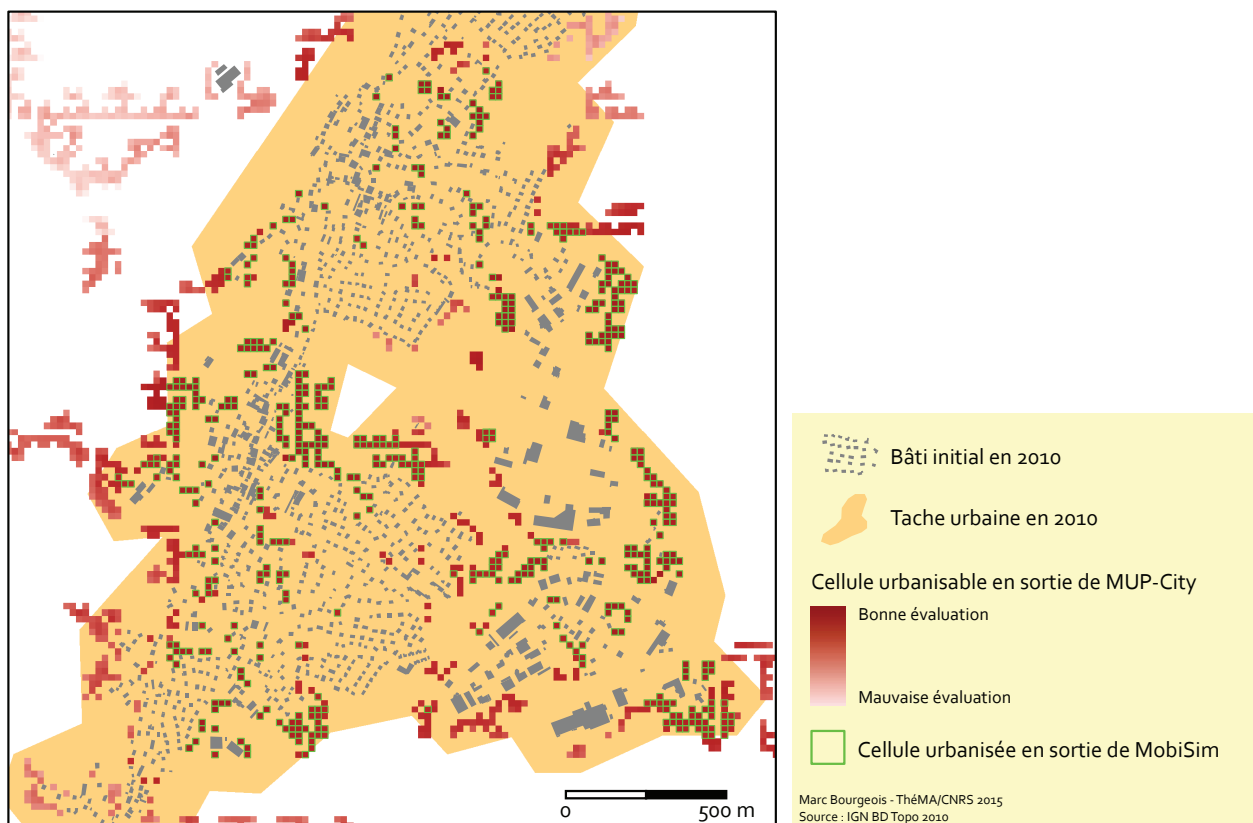 Bâti initial en 2010
Tache urbaine en 2010
Cellule urbanisable en sortie de MUP-City
Bonne évaluation
Mauvaise évaluation
Cellule urbanisée en sortie de MobiSim
Marc Bourgeois - ThéMA/CNRS 2015
Source : IGN BD Topo 2010
0 500 m